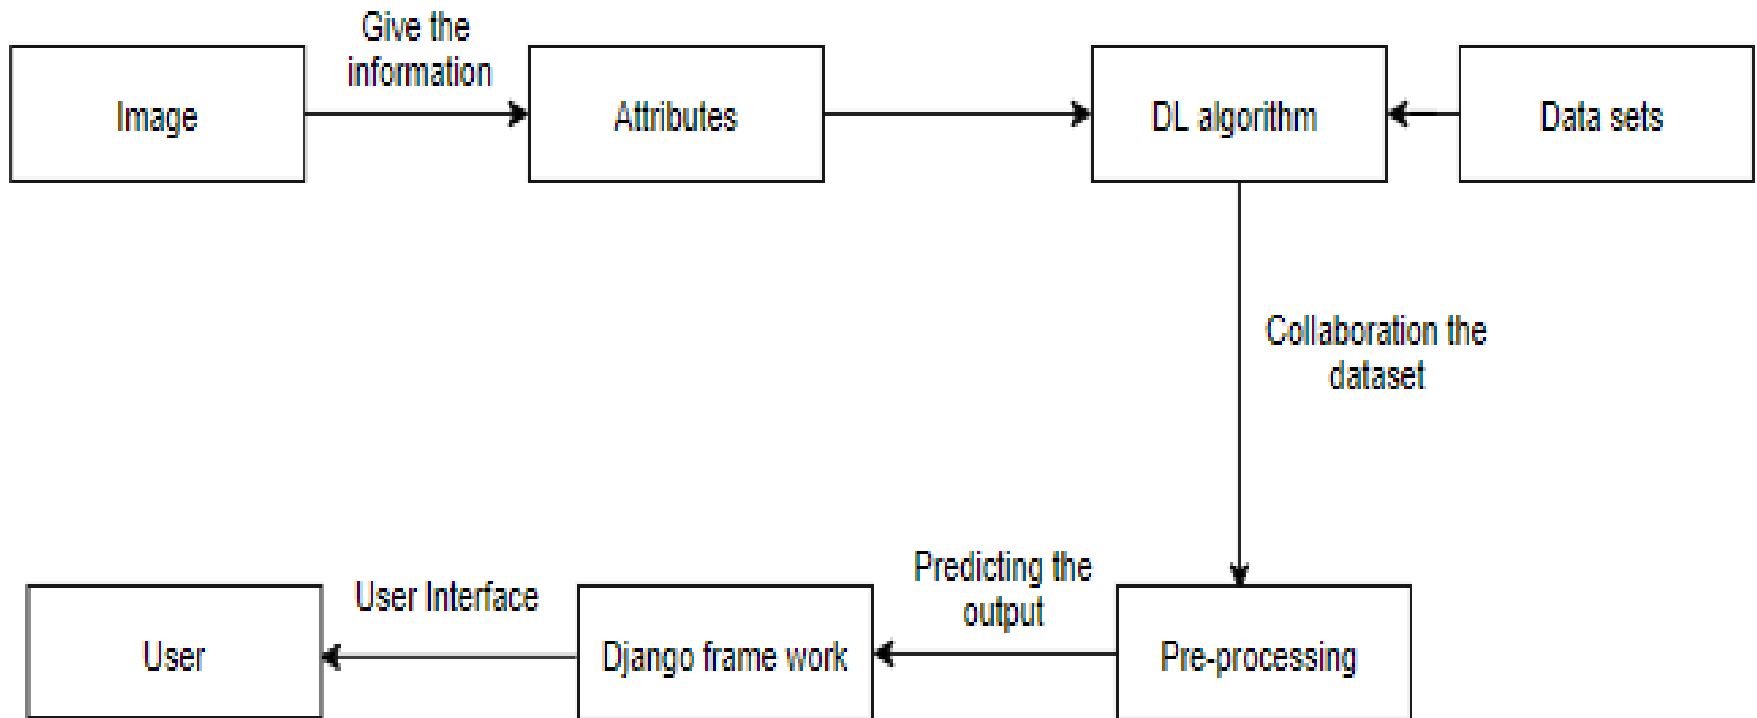 Give the
information
Image
Attributes
DL algorithm
Data sets
Collaboration the
dataset
Predicting the
output
User Interface
User
Django frame work
Pre-processing